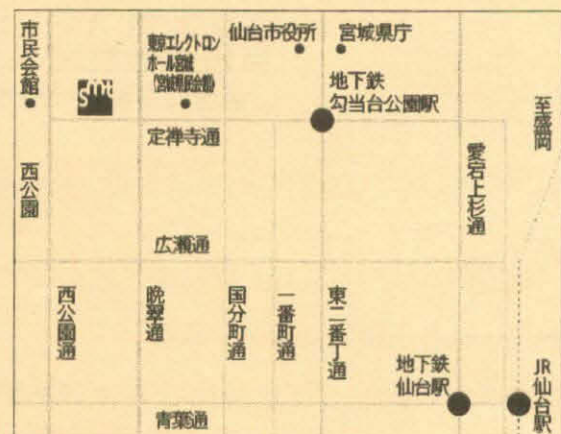 市民会館
smt
東京エレクトロン
ホール宮城
(宮城県民会館)
仙台市役所
宮城県庁
地下鉄
勾当台公園駅
至盛岡
定禅寺通
愛宕上杉通
西公園
広瀬通
西公園通
晩翠通
国分町通
一番町通
東二番丁通
地下鉄
仙台駅
JR仙台駅
青葉通